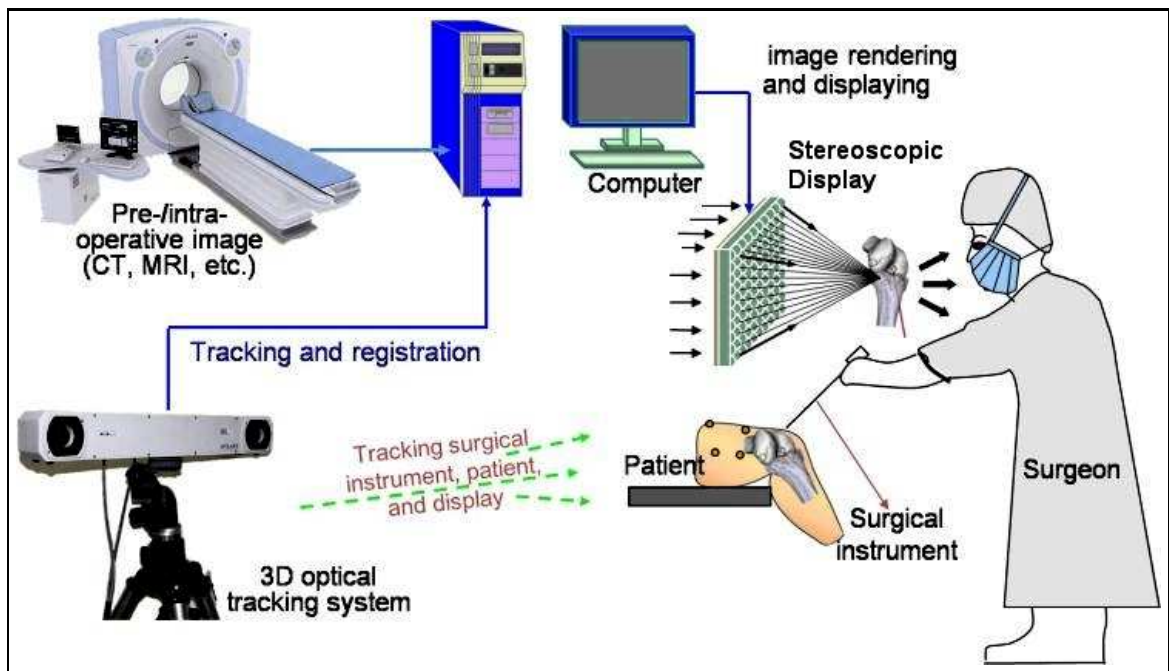 image rendering
and displaying
Stereoscopic
Display
Computer
Pre-/intra-
operative image
(CT, MRI, etc.)
Tracking and registration
Tracking surgical
instrument, patient,
and display
Patient
Surgeon
Surgical
instrument
3D optical
tracking system